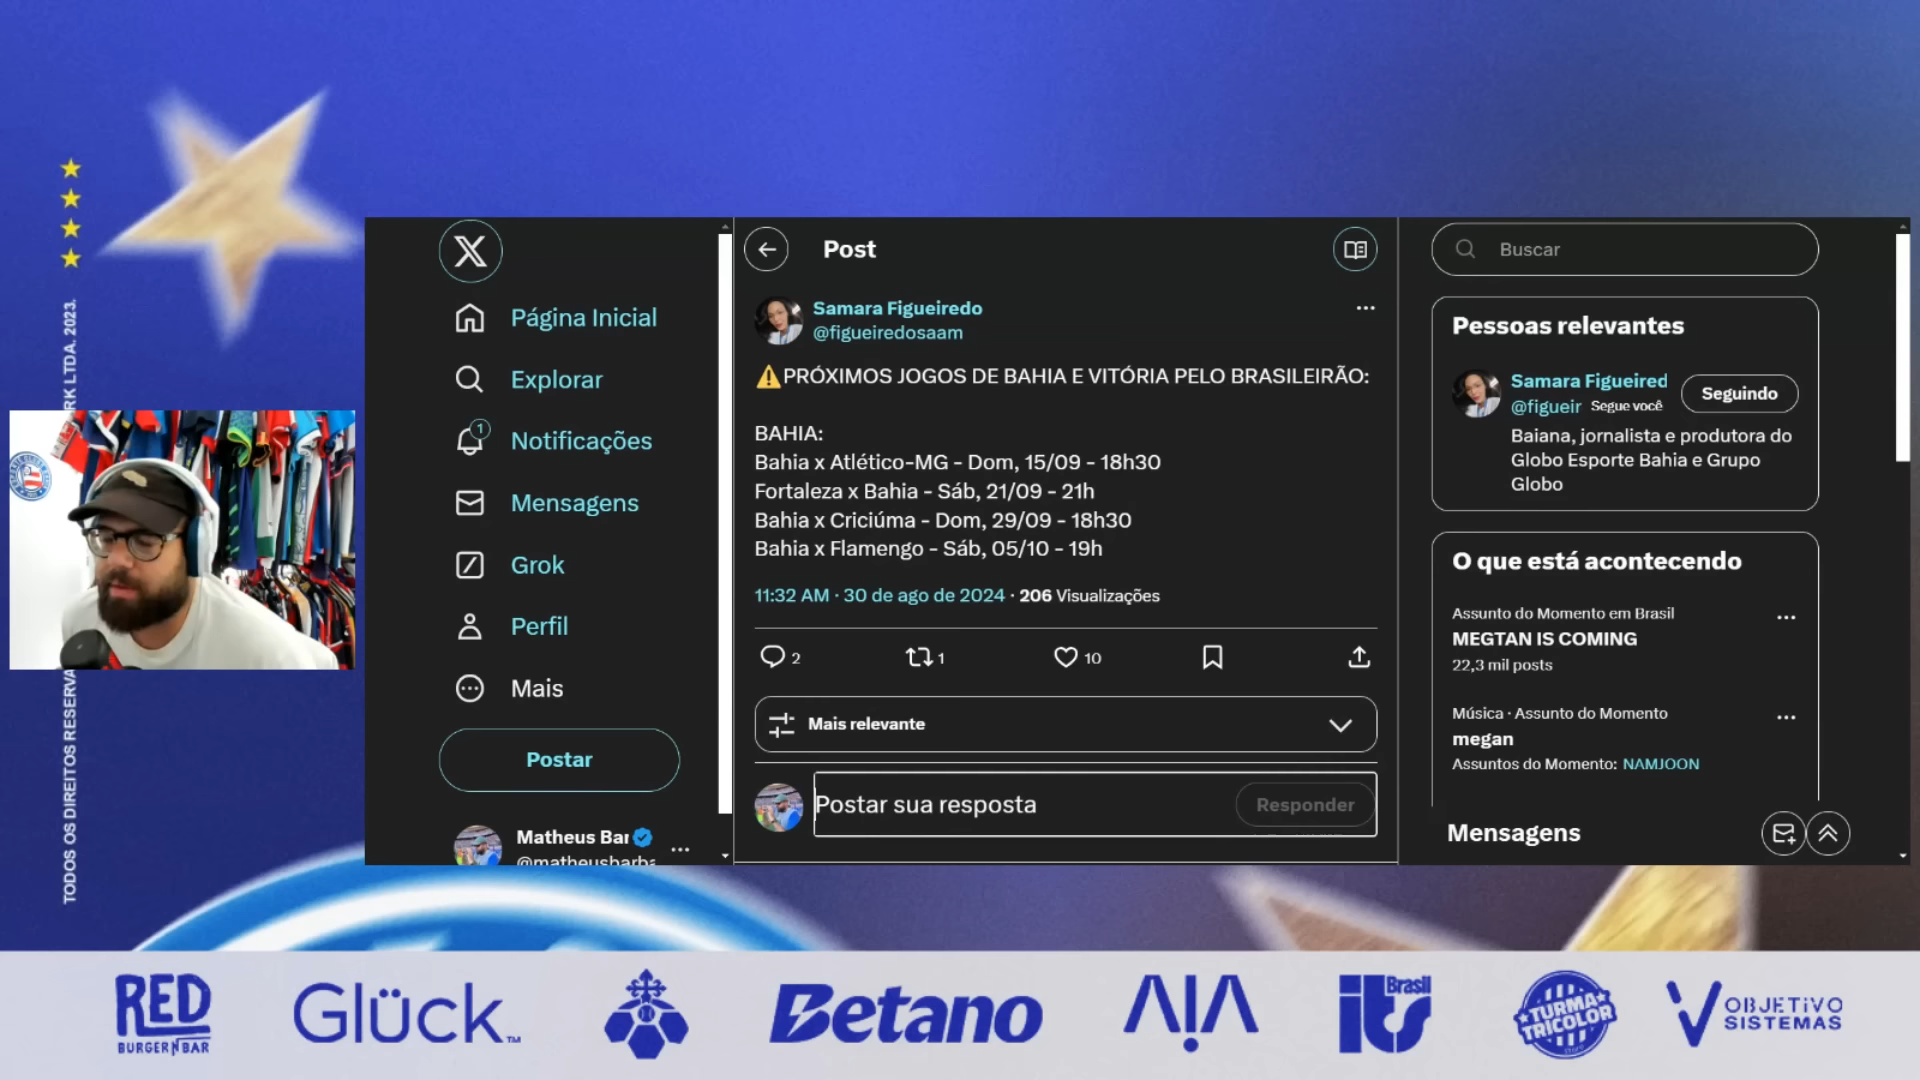 TODOS OS DIREITOS RESERVA
RK LTDA. 2023.
X
Página Inicial
Explorar
1
Notificações
Mensagens
Grok
Perfil
Mais
Postar
Matheus Bar
@matheusbarba
Post
Samara Figueiredo
@figueiredosaam
⚠PRÓXIMOS JOGOS DE BAHIA E VITÓRIA PELO BRASILEIRÃO:
BAHIA:
Bahia x Atlético-MG - Dom, 15/09 - 18h30
Fortaleza x Bahia - Sáb, 21/09 - 21h
Bahia x Criciúma - Dom, 29/09 - 18h30
Bahia x Flamengo - Sáb, 05/10 - 19h
11:32 AM · 30 de ago de 2024 · 206 Visualizações
2 1 10
Mais relevante
Postar sua resposta
Responder
Buscar
Pessoas relevantes
Samara Figueired
Seguindo
@figueir Segue você
Baiana, jornalista e produtora do
Globo Esporte Bahia e Grupo
Globo
O que está acontecendo
Assunto do Momento em Brasil
MEGTAN IS COMING
22,3 mil posts
Música · Assunto do Momento
megan
Assuntos do Momento: NAMJOON
Mensagens
RED
BURGER N BAR
Glück.™
Betano
AIA
its Brasil
TURMA TRICOLOR
OBJETIVO
SISTEMAS